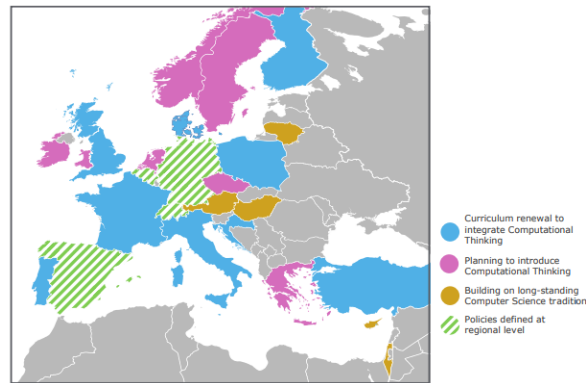 Curriculum renewal to
integrate Computational
Thinking
Planning to introduce
Computational Thinking
Building on long-standing
Computer Science tradition
Policies defined at
regional level